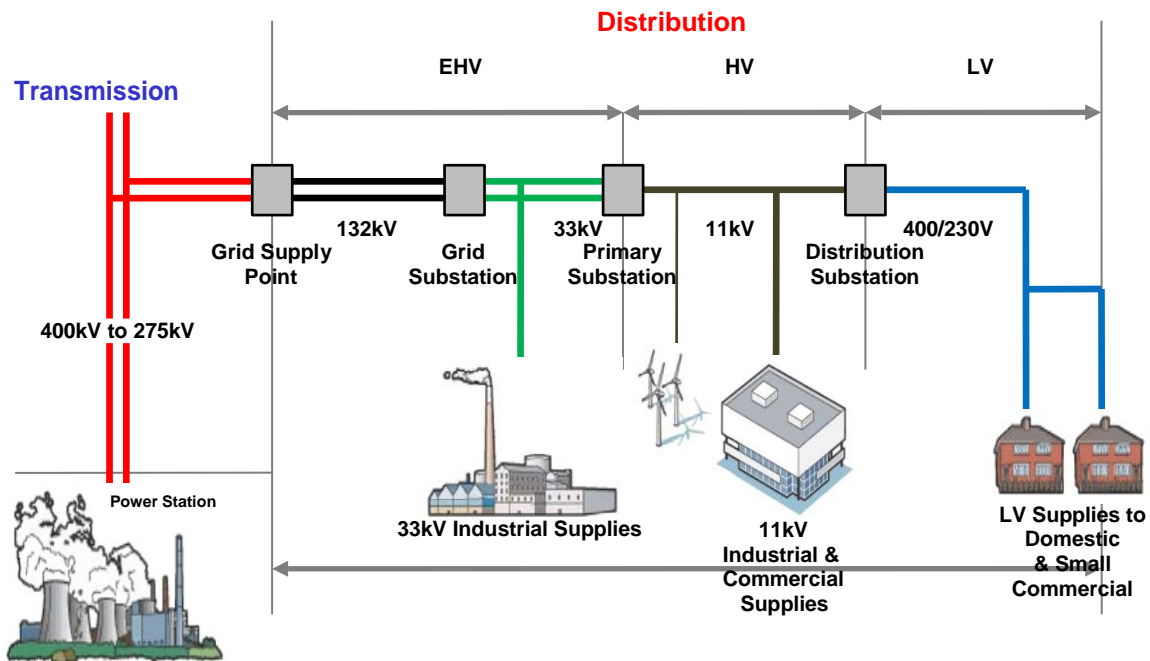 Distribution
EHV
HV
LV
Transmission
132kV
33kV
11kV
400/230V
Grid Supply
Point
Grid
Substation
Primary
Substation
Distribution
Substation
400kV to 275kV
Power Station
33kV Industrial Supplies
11kV
Industrial &
Commercial
Supplies
LV Supplies to
Domestic
& Small
Commercial